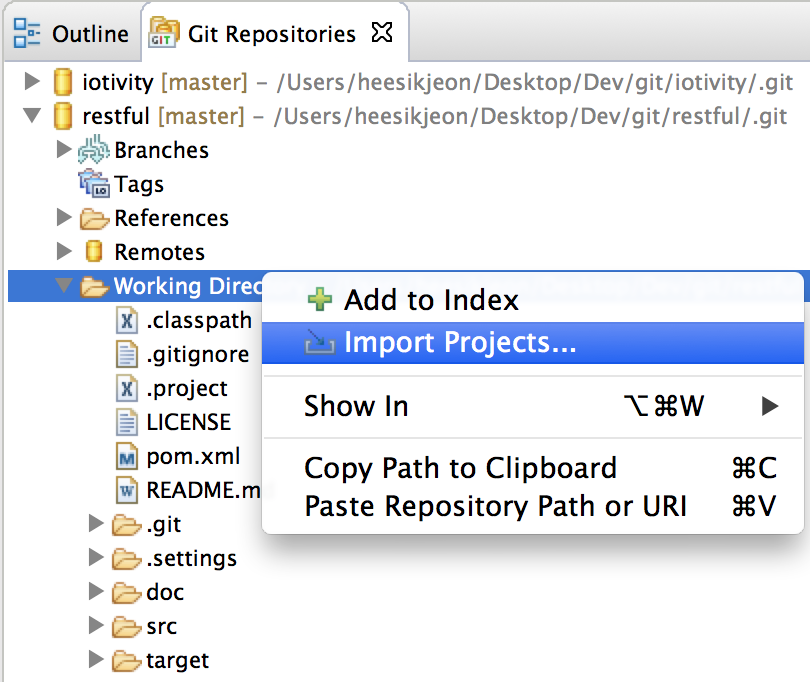 Outline Git Repositories
iotivity [master] – /Users/heesikjeon/Desktop/Dev/git/iotivity/.git
restful [master] – /Users/heesikjeon/Desktop/Dev/git/restful/.git
Branches
Tags
References
Remotes
Working Direc
Add to Index
.classpath
Import Projects...
.gitignore
.project
Show In ⌥⌘W
LICENSE
pom.xml
Copy Path to Clipboard ⌘C
README.m
Paste Repository Path or URI ⌘V
.git
.settings
doc
src
target